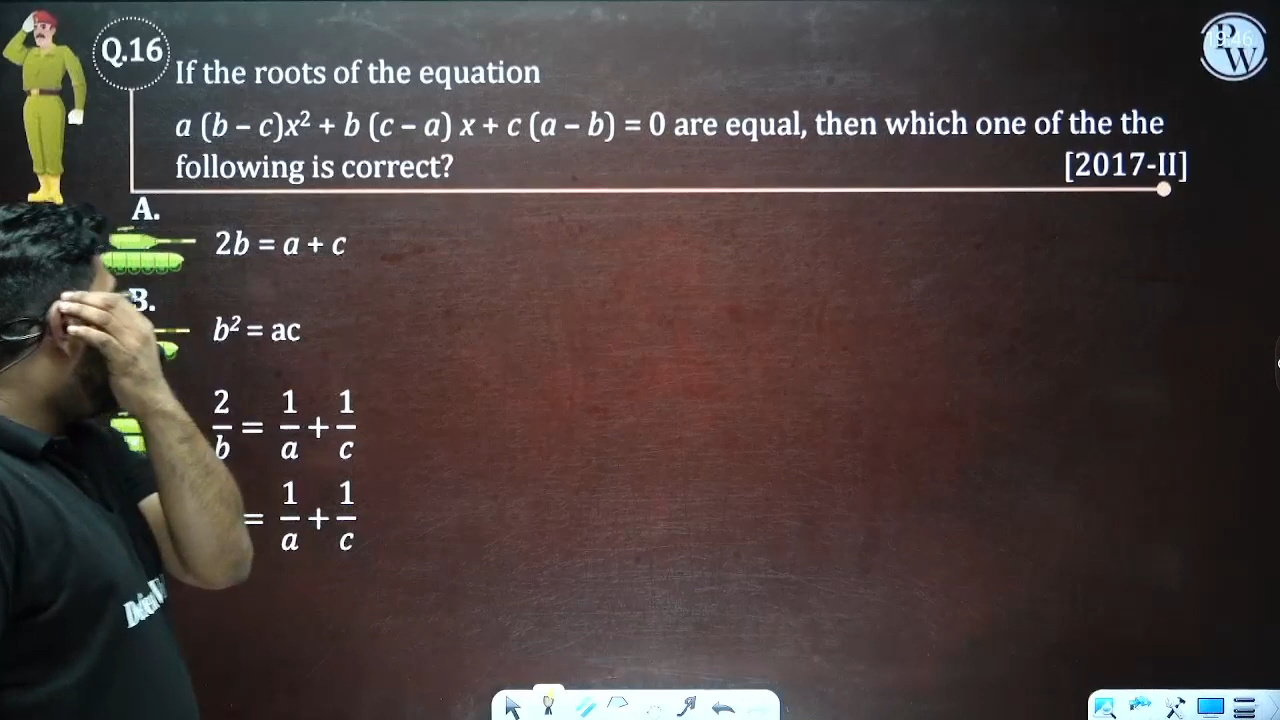 Q.16
If the roots of the equation
a (b – c)x² + b (c – a) x + c (a – b) = 0 are equal, then which one of the the
following is correct?
[2017-II]
A.
2b = a + c
B.
b² = ac
2/b = 1/a + 1/c
= 1/a + 1/c
PW